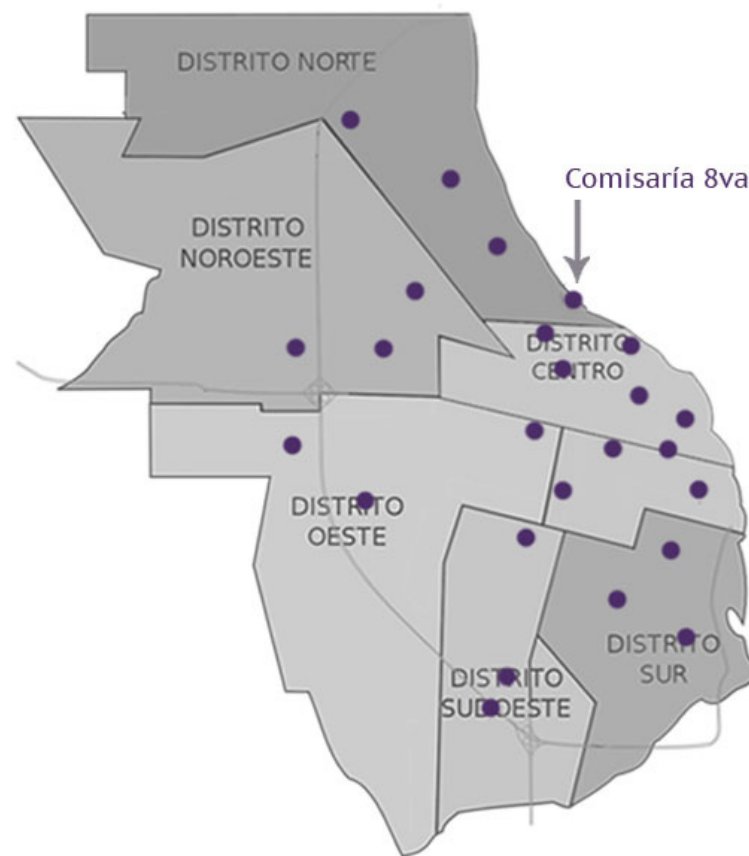 DISTRITO NORTE
Comisaría 8va
DISTRITO
NOROESTE
DISTRITO
CENTRO
DISTRITO
OESTE
DISTRITO
SUR
DISTRITO
SUDOESTE